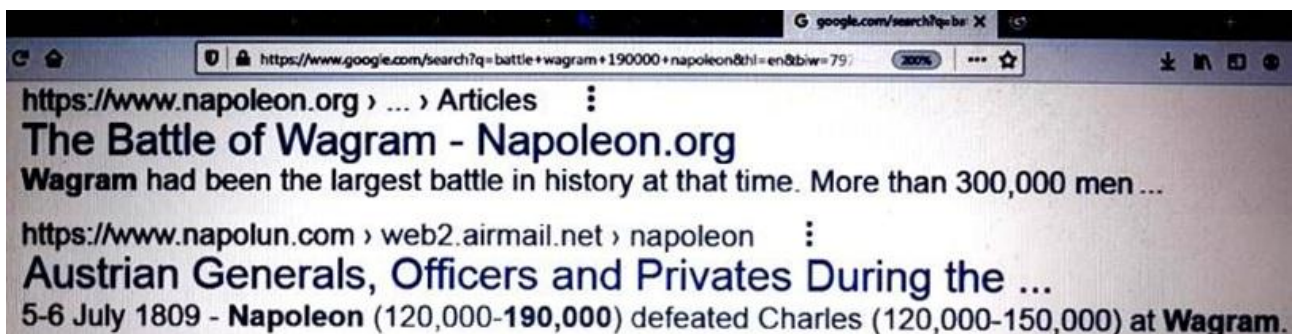 google.com/search?q=ba
https://www.google.com/search?q=battle+wagram+190000+napoleon&hl=en&biw=797 200%
https://www.napoleon.org › ... › Articles
The Battle of Wagram - Napoleon.org
Wagram had been the largest battle in history at that time. More than 300,000 men ...
https://www.napolun.com › web2.airmail.net › napoleon
Austrian Generals, Officers and Privates During the ...
5-6 July 1809 - Napoleon (120,000-190,000) defeated Charles (120,000-150,000) at Wagram.